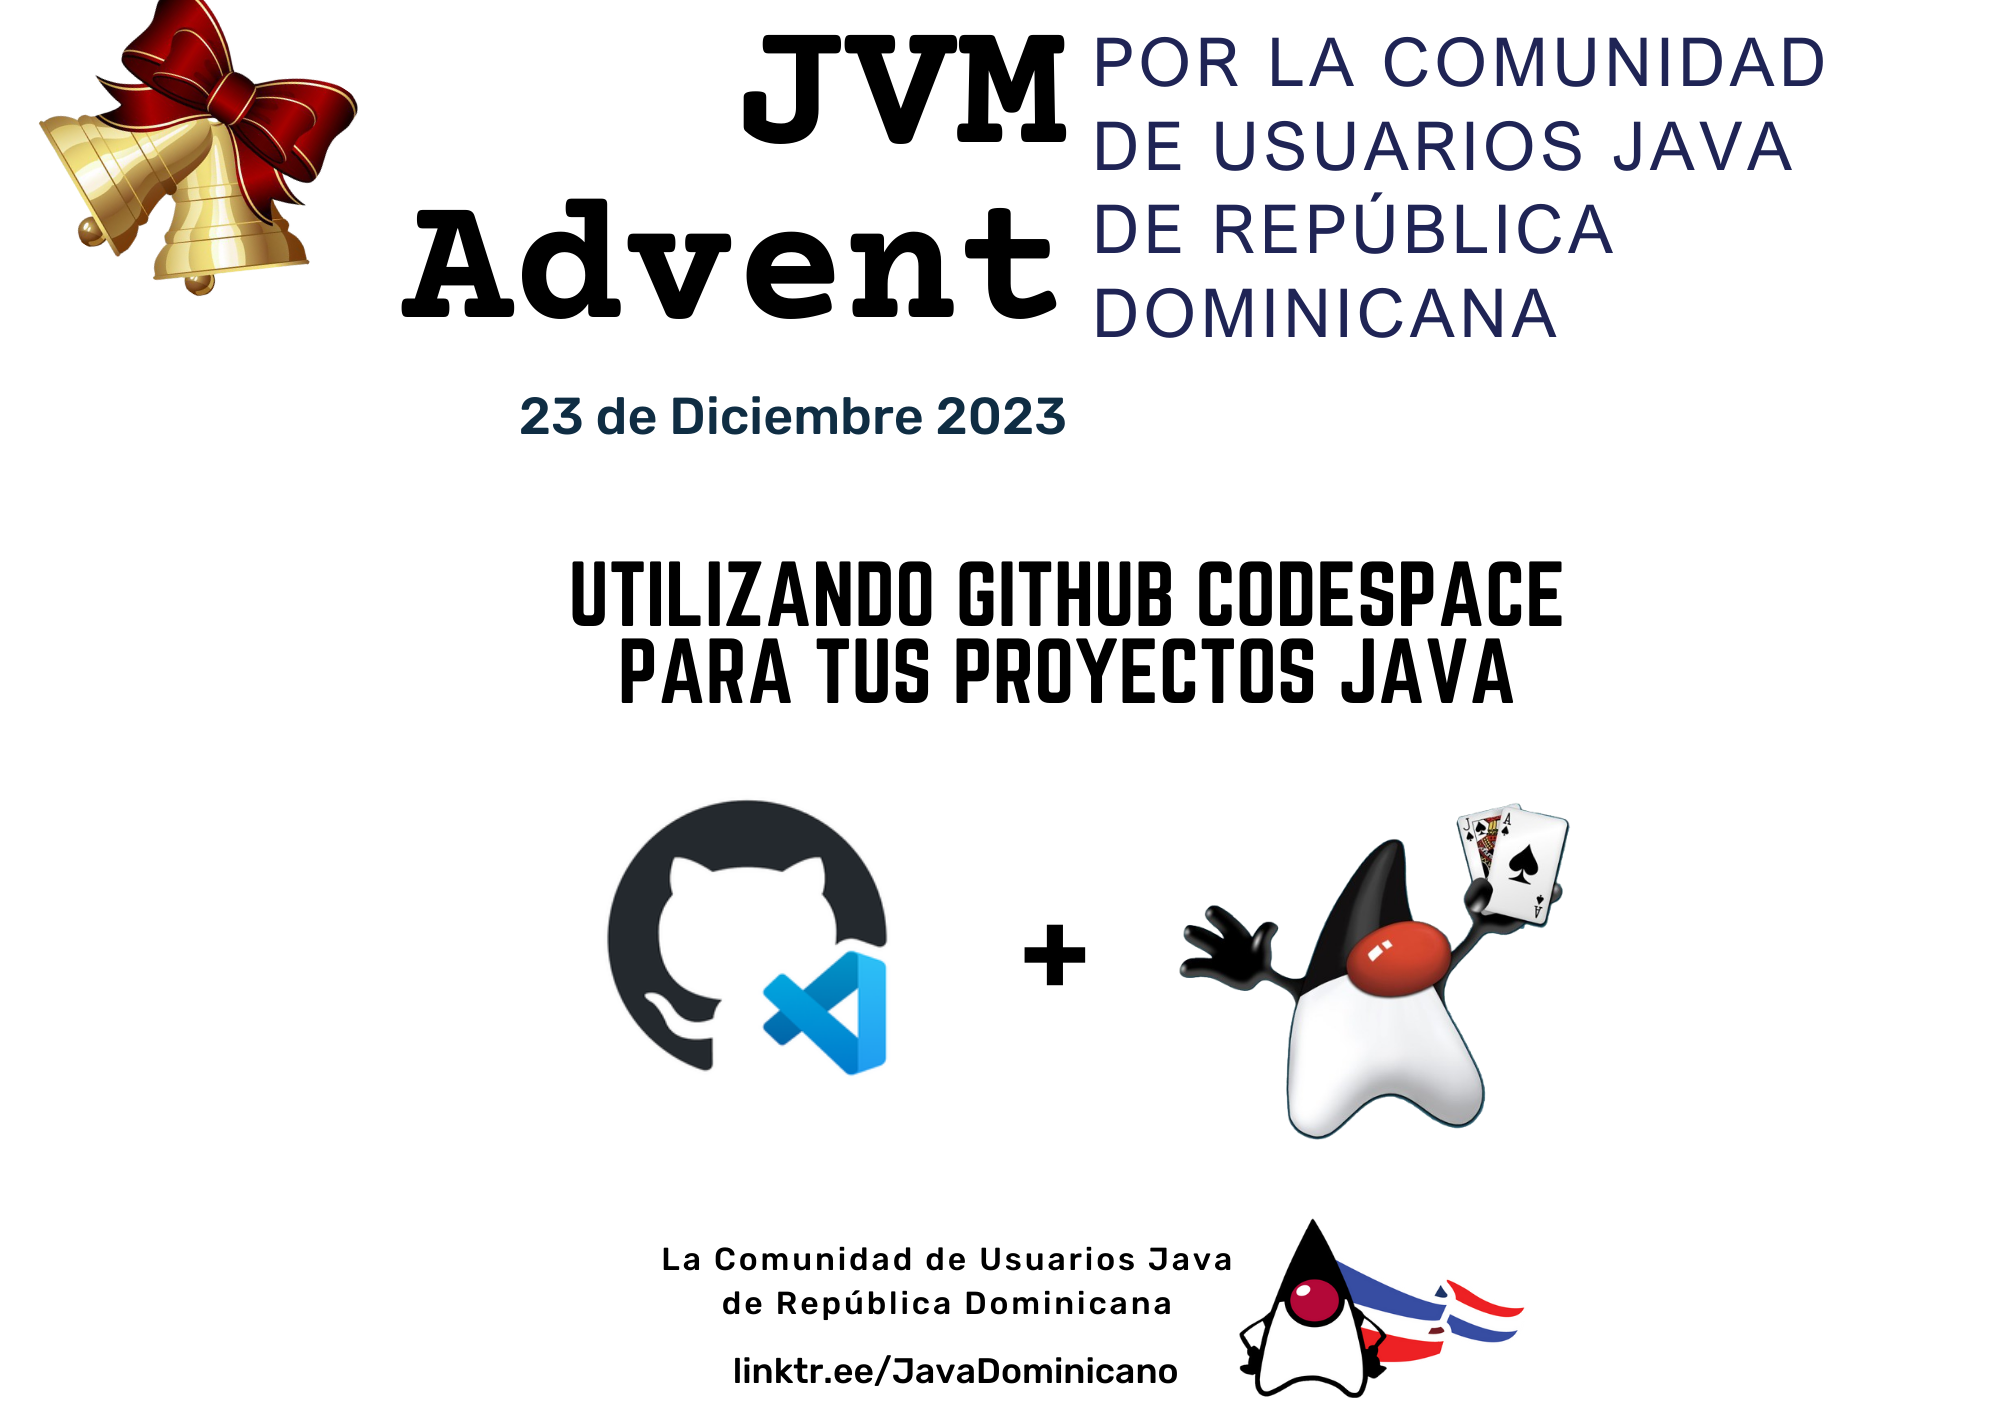 JVM
Advent
POR LA COMUNIDAD
DE USUARIOS JAVA
DE REPÚBLICA
DOMINICANA
23 de Diciembre 2023
UTILIZANDO GITHUB CODESPACE
PARA TUS PROYECTOS JAVA
+
J
A
A
La Comunidad de Usuarios Java
de República Dominicana
linktr.ee/JavaDominicano